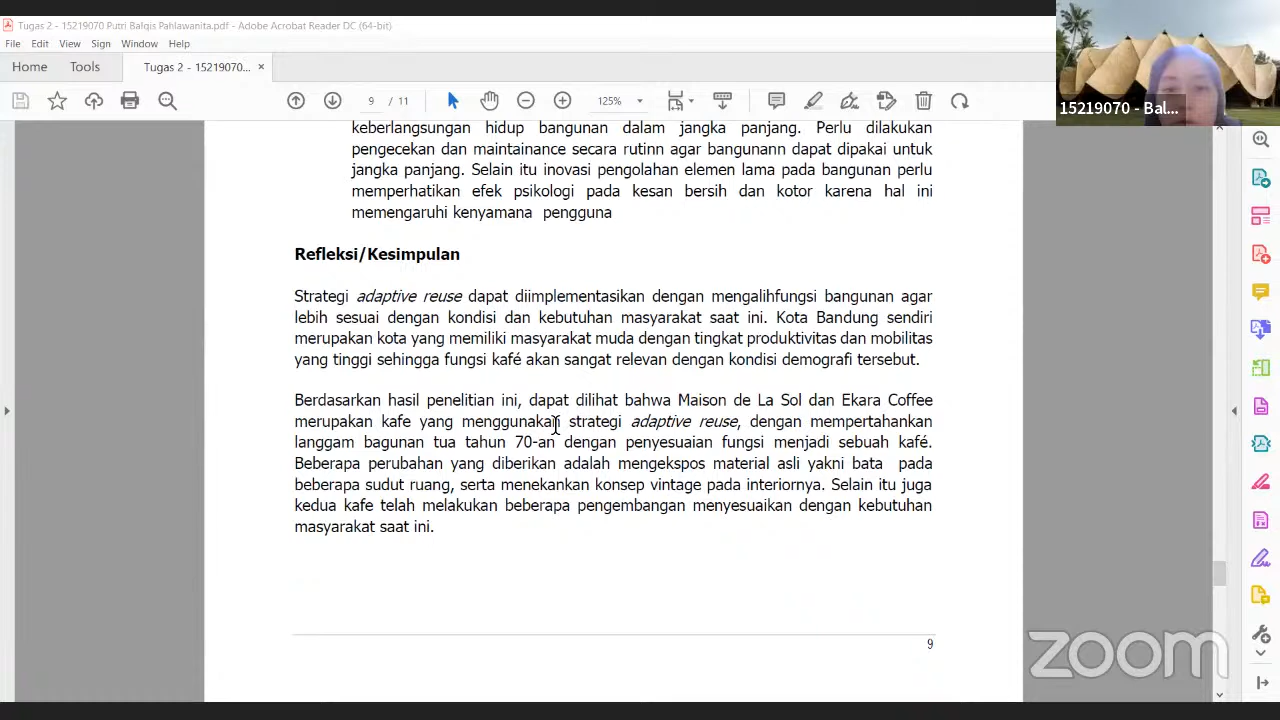 Tugas 2 - 15219070 Putri Balqis Pahlawanita.pdf - Adobe Acrobat Reader DC (64-bit)
File Edit View Sign Window Help
Home Tools Tugas 2 - 15219070... ×
9 / 11 125%
15219070 - Bal...
keberlangsungan hidup bangunan dalam jangka panjang. Perlu dilakukan
pengecekan dan maintainance secara rutinn agar bangunann dapat dipakai untuk
jangka panjang. Selain itu inovasi pengolahan elemen lama pada bangunan perlu
memperhatikan efek psikologi pada kesan bersih dan kotor karena hal ini
memengaruhi kenyamana pengguna
Refleksi/Kesimpulan
Strategi adaptive reuse dapat diimplementasikan dengan mengalihfungsi bangunan agar
lebih sesuai dengan kondisi dan kebutuhan masyarakat saat ini. Kota Bandung sendiri
merupakan kota yang memiliki masyarakat muda dengan tingkat produktivitas dan mobilitas
yang tinggi sehingga fungsi kafé akan sangat relevan dengan kondisi demografi tersebut.
Berdasarkan hasil penelitian ini, dapat dilihat bahwa Maison de La Sol dan Ekara Coffee
merupakan kafe yang menggunakan strategi adaptive reuse, dengan mempertahankan
langgam bagunan tua tahun 70-an dengan penyesuaian fungsi menjadi sebuah kafé.
Beberapa perubahan yang diberikan adalah mengekspos material asli yakni bata pada
beberapa sudut ruang, serta menekankan konsep vintage pada interiornya. Selain itu juga
kedua kafe telah melakukan beberapa pengembangan menyesuaikan dengan kebutuhan
masyarakat saat ini.
9
zoom